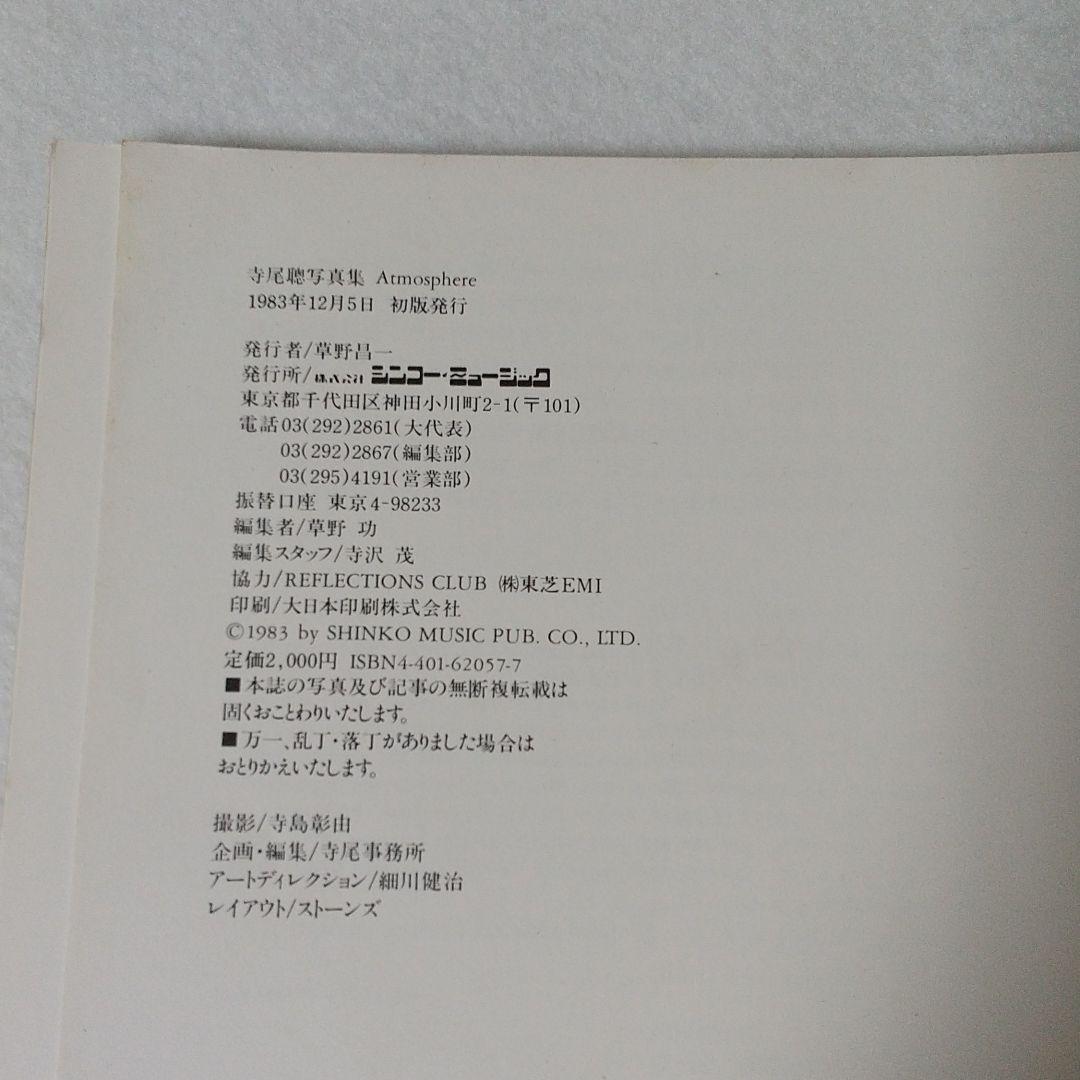 寺尾聰写真集 Atmosphere
1983年12月5日 初版発行
発行者/草野昌一
発行所/株式会社 シンコー・ミュージック
東京都千代田区神田小川町2-1(〒101)
電話03(292)2861(大代表)
03(292)2867(編集部)
03(295)4191(営業部)
振替口座 東京4-98233
編集者/草野 功
編集スタッフ/寺沢 茂
協力/REFLECTIONS CLUB ㈱東芝EMI
印刷/大日本印刷株式会社
©1983 by SHINKO MUSIC PUB. CO., LTD.
定価2,000円 ISBN4-401-62057-7
■本誌の写真及び記事の無断複転載は
固くおことわりいたします。
■万一、乱丁・落丁がありました場合は
おとりかえいたします。
撮影/寺島彰由
企画・編集/寺尾事務所
アートディレクション/細川健治
レイアウト/ストーンズ